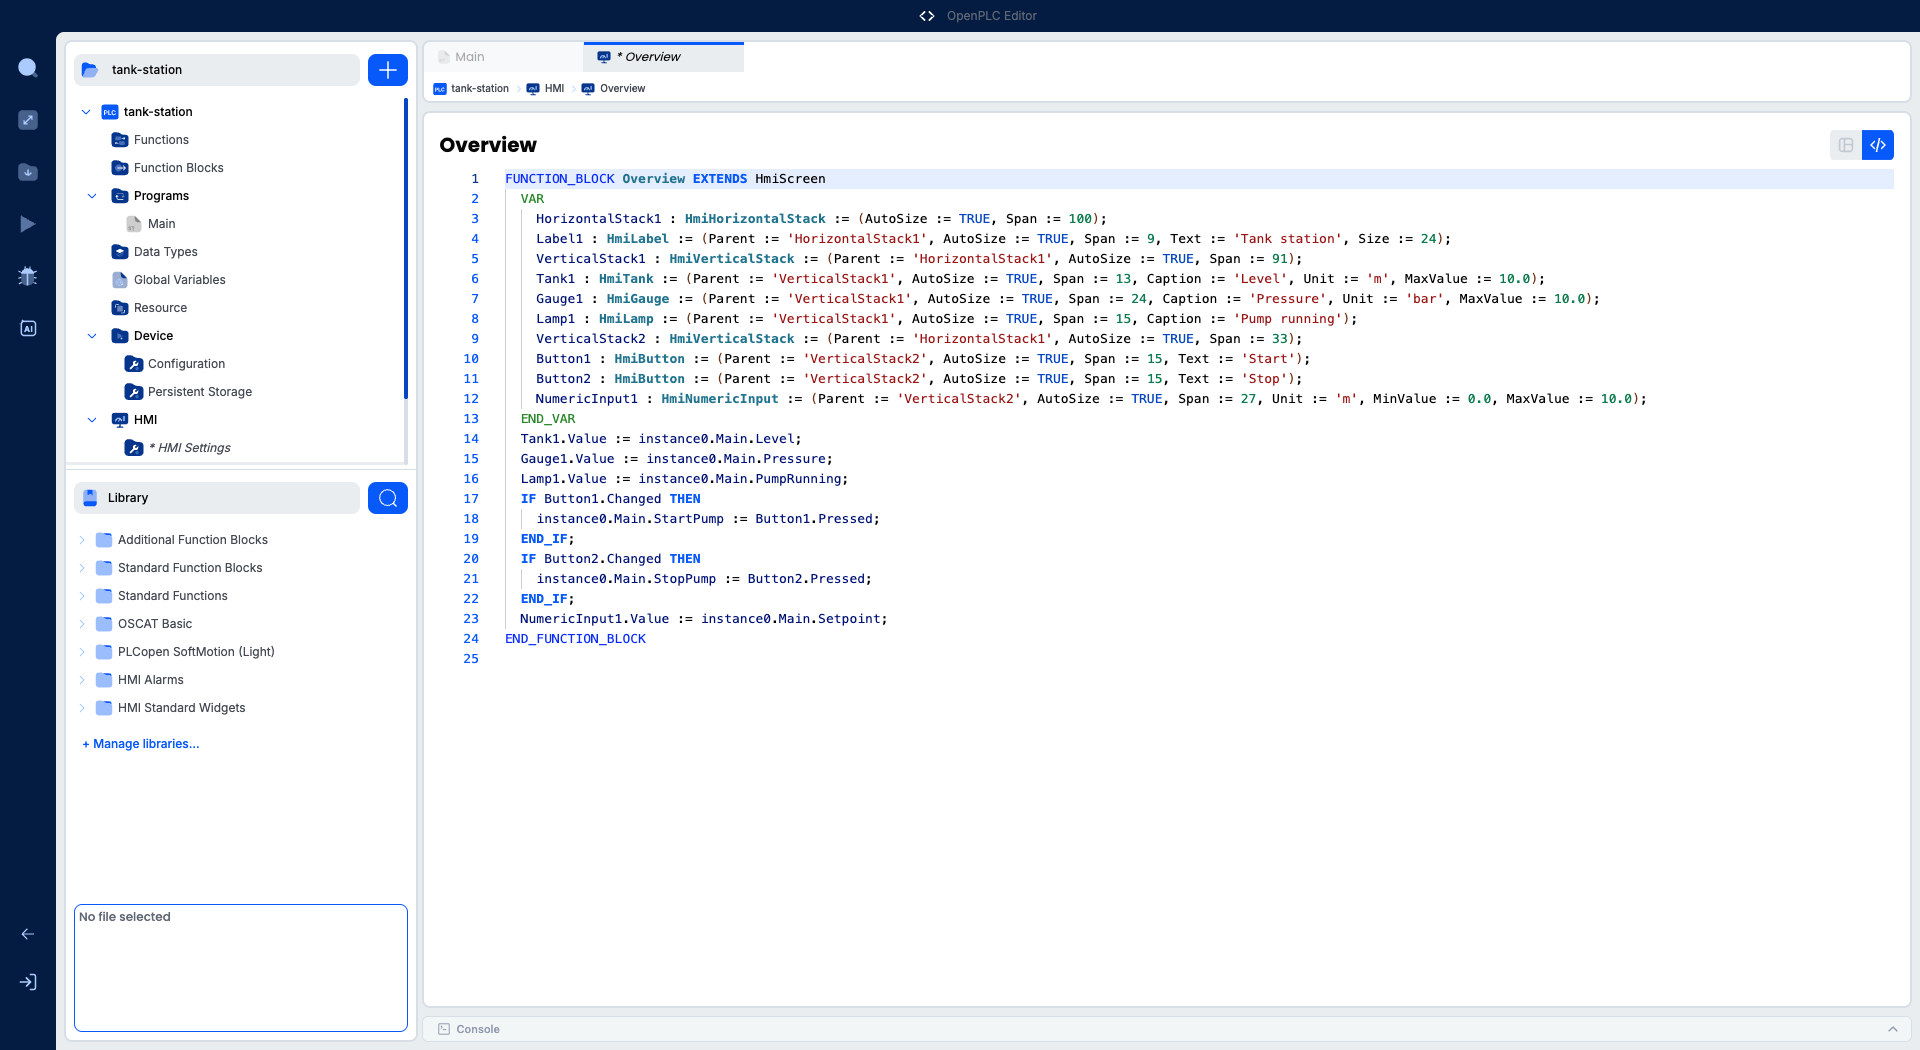 OpenPLC Editor
tank-station
PLC tank-station
Functions
Function Blocks
Programs
Main
Data Types
Global Variables
Resource
Device
Configuration
Persistent Storage
HMI
* HMI Settings
Library
Additional Function Blocks
Standard Function Blocks
Standard Functions
OSCAT Basic
PLCopen SoftMotion (Light)
HMI Alarms
HMI Standard Widgets
+ Manage libraries...
No file selected
AI
Main
* Overview
PLC tank-station HMI Overview
Overview
1 FUNCTION_BLOCK Overview EXTENDS HmiScreen
2 VAR
3 HorizontalStack1 : HmiHorizontalStack := (AutoSize := TRUE, Span := 100);
4 Label1 : HmiLabel := (Parent := 'HorizontalStack1', AutoSize := TRUE, Span := 9, Text := 'Tank station', Size := 24);
5 VerticalStack1 : HmiVerticalStack := (Parent := 'HorizontalStack1', AutoSize := TRUE, Span := 91);
6 Tank1 : HmiTank := (Parent := 'VerticalStack1', AutoSize := TRUE, Span := 13, Caption := 'Level', Unit := 'm', MaxValue := 10.0);
7 Gauge1 : HmiGauge := (Parent := 'VerticalStack1', AutoSize := TRUE, Span := 24, Caption := 'Pressure', Unit := 'bar', MaxValue := 10.0);
8 Lamp1 : HmiLamp := (Parent := 'VerticalStack1', AutoSize := TRUE, Span := 15, Caption := 'Pump running');
9 VerticalStack2 : HmiVerticalStack := (Parent := 'HorizontalStack1', AutoSize := TRUE, Span := 33);
10 Button1 : HmiButton := (Parent := 'VerticalStack2', AutoSize := TRUE, Span := 15, Text := 'Start');
11 Button2 : HmiButton := (Parent := 'VerticalStack2', AutoSize := TRUE, Span := 15, Text := 'Stop');
12 NumericInput1 : HmiNumericInput := (Parent := 'VerticalStack2', AutoSize := TRUE, Span := 27, Unit := 'm', MinValue := 0.0, MaxValue := 10.0);
13 END_VAR
14 Tank1.Value := instance0.Main.Level;
15 Gauge1.Value := instance0.Main.Pressure;
16 Lamp1.Value := instance0.Main.PumpRunning;
17 IF Button1.Changed THEN
18 instance0.Main.StartPump := Button1.Pressed;
19 END_IF;
20 IF Button2.Changed THEN
21 instance0.Main.StopPump := Button2.Pressed;
22 END_IF;
23 NumericInput1.Value := instance0.Main.Setpoint;
24 END_FUNCTION_BLOCK
25
Console